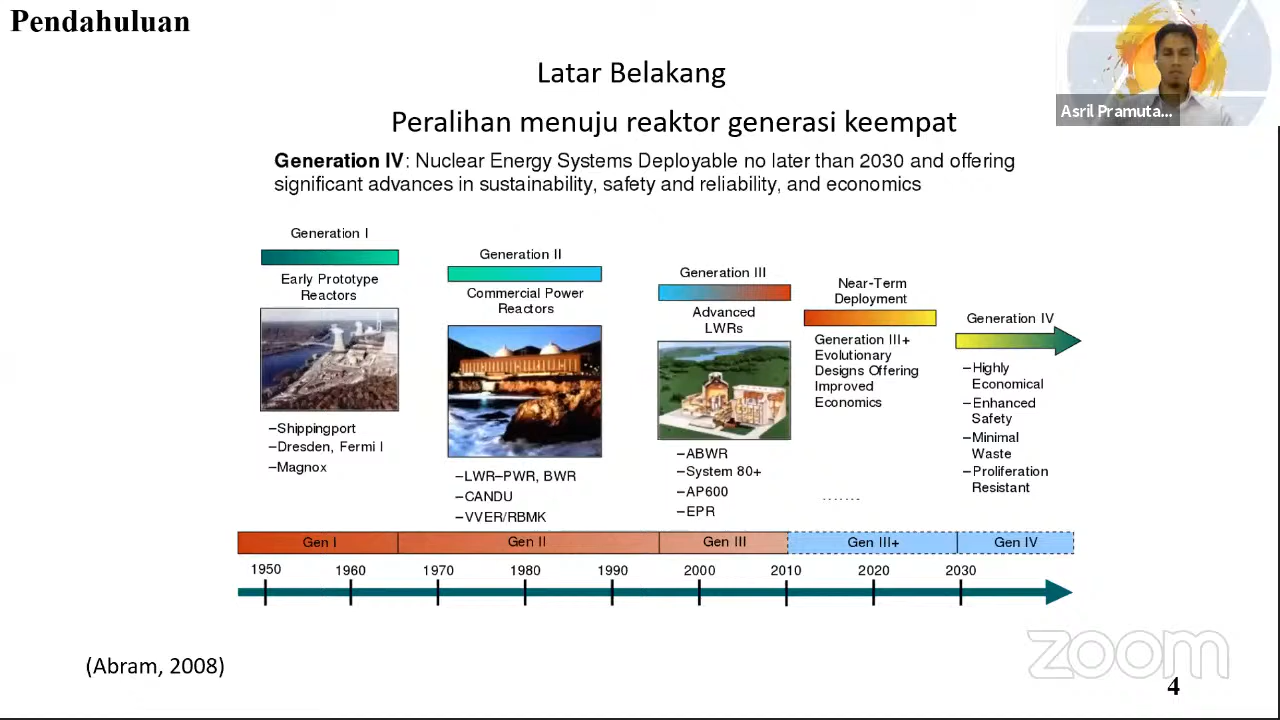 Pendahuluan
Asril Pramuta...
Latar Belakang
Peralihan menuju reaktor generasi keempat
Generation IV: Nuclear Energy Systems Deployable no later than 2030 and offering
significant advances in sustainability, safety and reliability, and economics
Generation I
Early Prototype
Reactors
–Shippingport
–Dresden, Fermi I
–Magnox
Generation II
Commercial Power
Reactors
–LWR–PWR, BWR
–CANDU
–VVER/RBMK
Generation III
Advanced
LWRs
–ABWR
–System 80+
–AP600
–EPR
Near-Term
Deployment
Generation III+
Evolutionary
Designs Offering
Improved
Economics
.......
Generation IV
–Highly
Economical
–Enhanced
Safety
–Minimal
Waste
–Proliferation
Resistant
Gen I Gen II Gen III Gen III+ Gen IV
1950 1960 1970 1980 1990 2000 2010 2020 2030
(Abram, 2008)
zoom
4